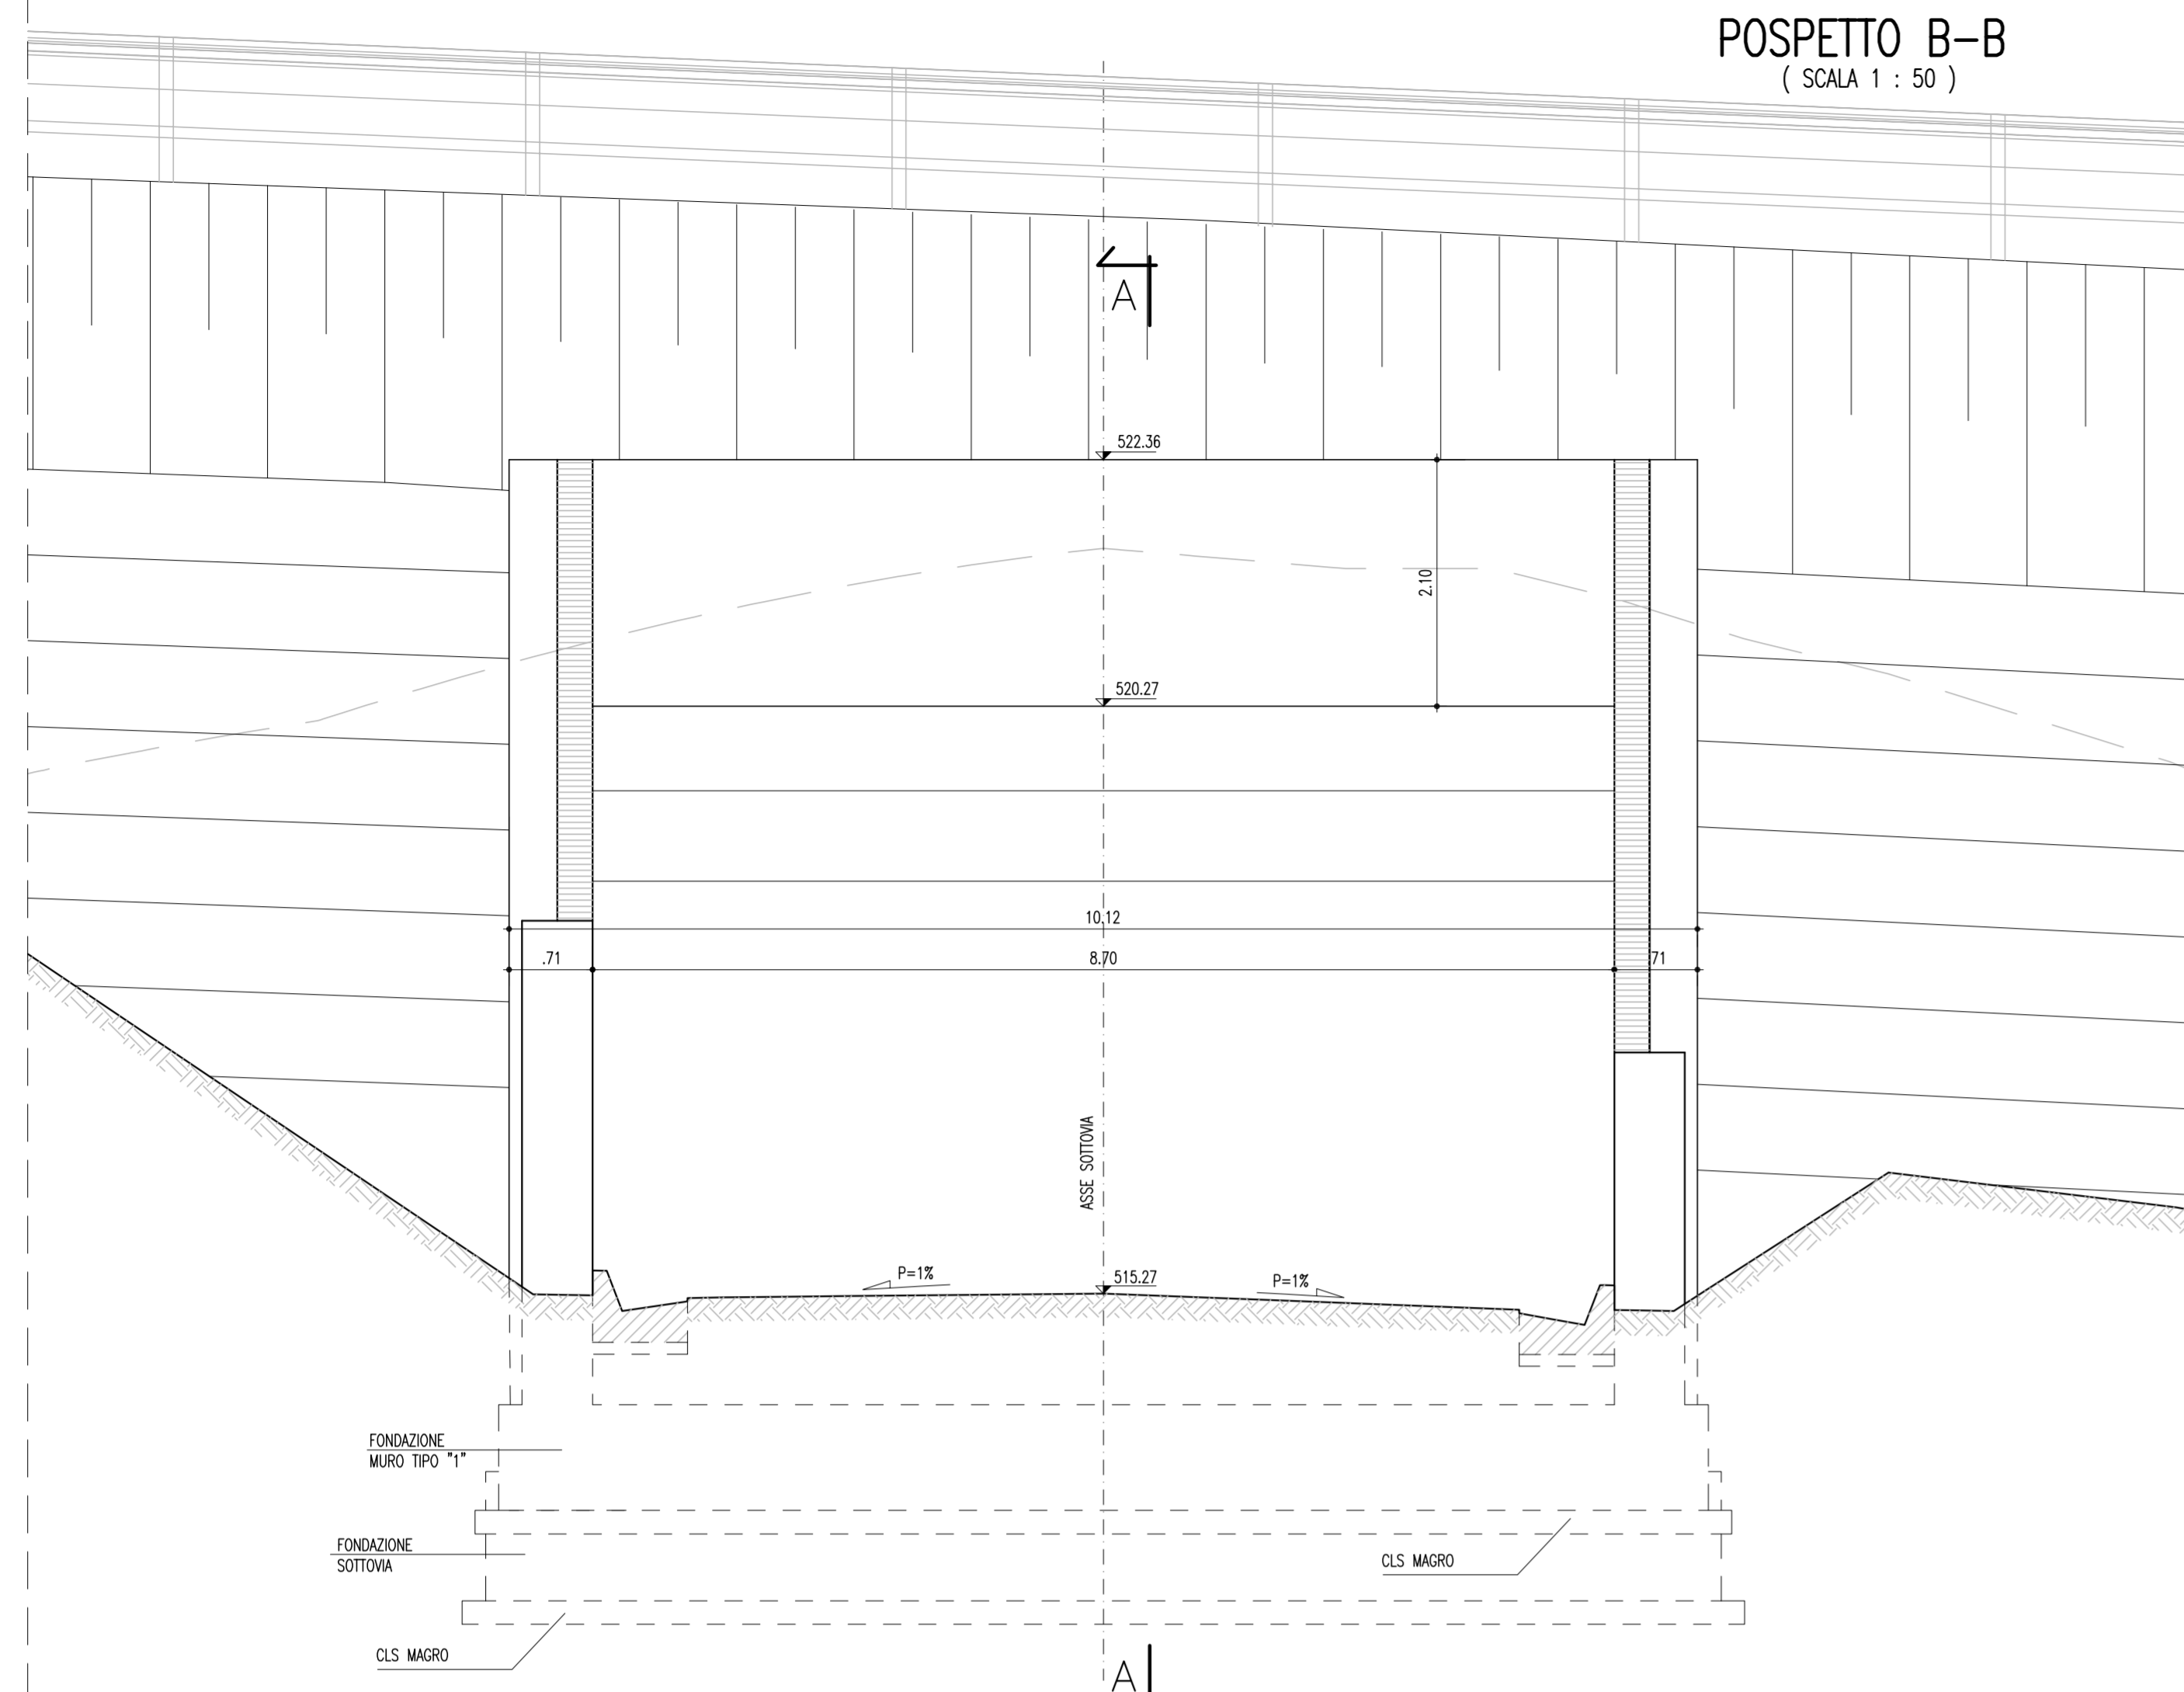 POSPETTO B-B
( SCALA 1 : 50 )
A
522.36
2.10
520.27
10.12
.71
8.70
71
ASSE SOTTOVIA
P=1%
515.27
P=1%
FONDAZIONE
MURO TIPO "1"
FONDAZIONE
SOTTOVIA
CLS MAGRO
CLS MAGRO
A